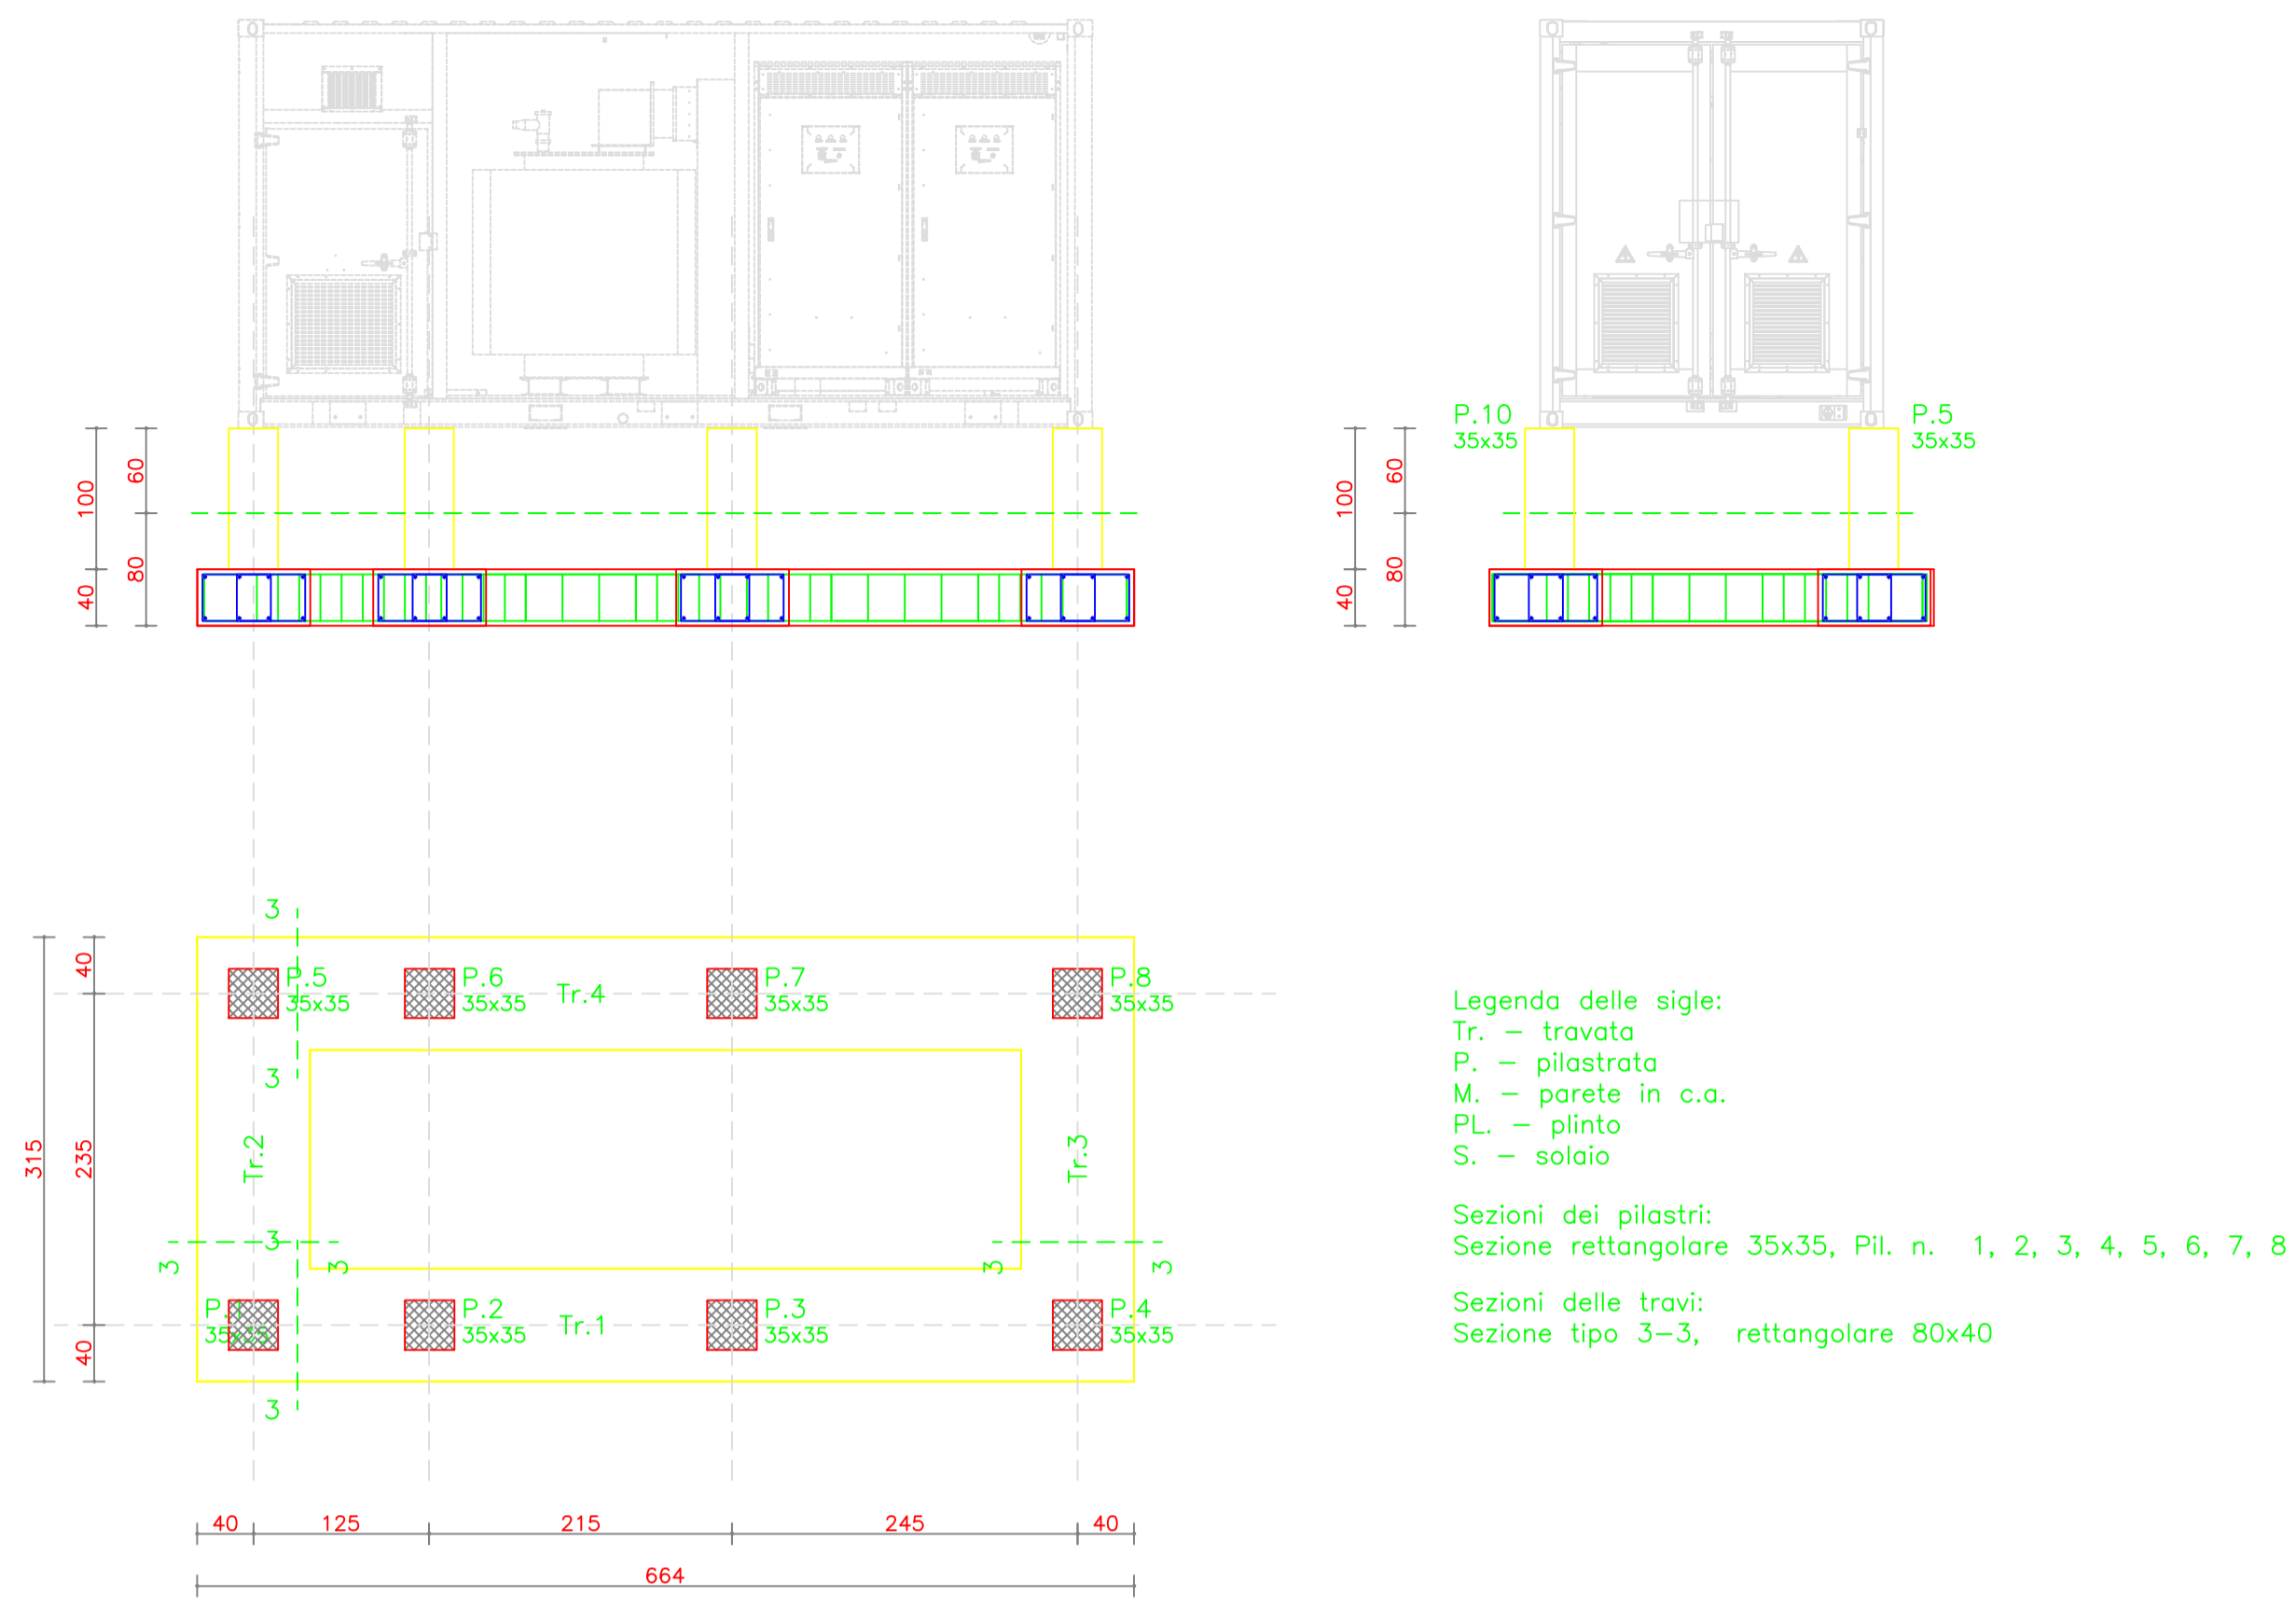 P.10
35x35
P.5
35x35
60
100
80
40
60
100
80
40
3
40
P.5
35x35
P.6
35x35
Tr.4
P.7
35x35
P.8
35x35
3
315
235
Tr.2
Tr.3
3
3
3
3
3
P.1
35x35
P.2
35x35
Tr.1
P.3
35x35
P.4
35x35
40
3
40
125
215
245
40
664
Legenda delle sigle:
Tr. – travata
P. – pilastrata
M. – parete in c.a.
PL. – plinto
S. – solaio
Sezioni dei pilastri:
Sezione rettangolare 35x35, Pil. n. 1, 2, 3, 4, 5, 6, 7, 8
Sezioni delle travi:
Sezione tipo 3–3, rettangolare 80x40